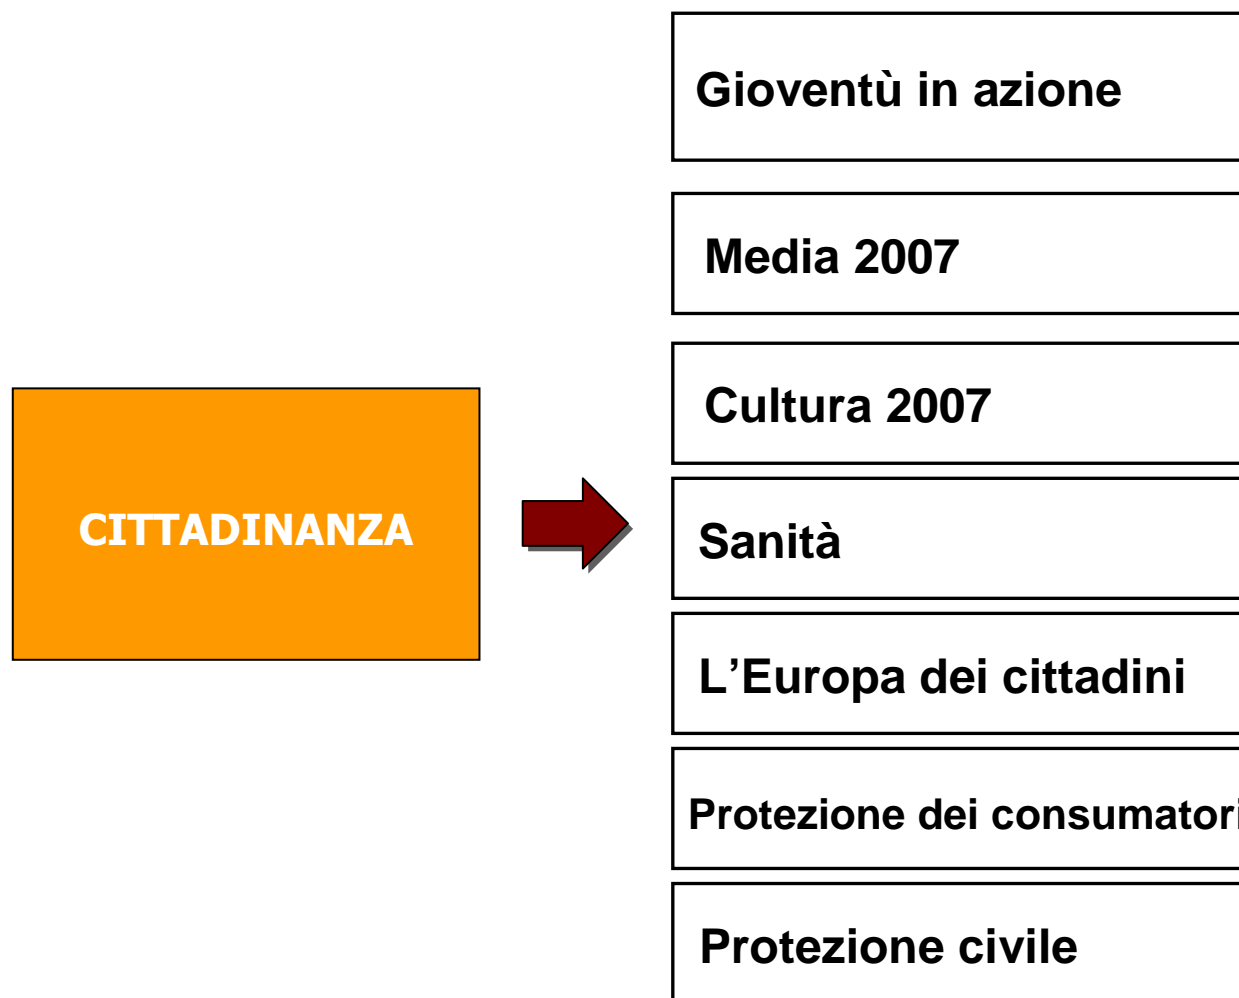 Gioventù in azione
Media 2007
Cultura 2007
CITTADINANZA
Sanità
L’Europa dei cittadini
Protezione dei consumatori
Protezione civile